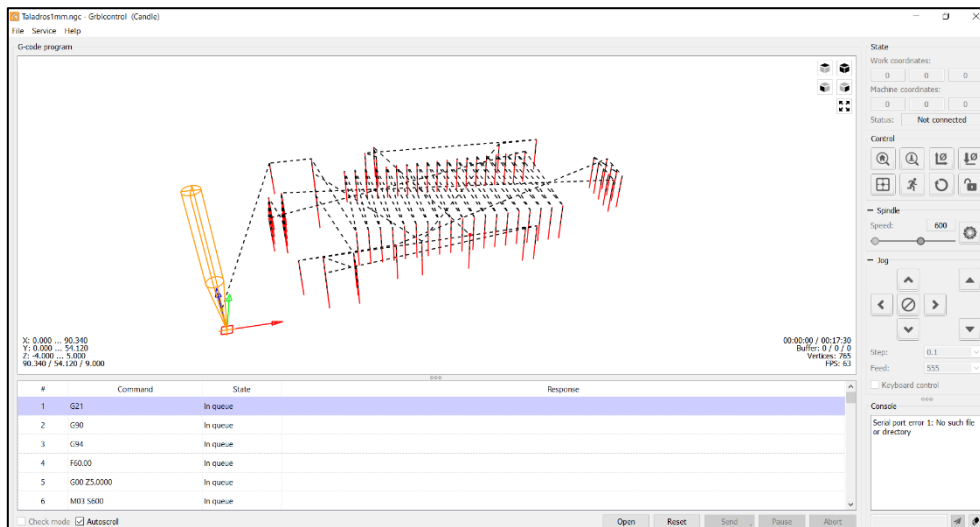 Taladros1mm.ngc - Grblcontrol (Candle)
File Service Help
G-code program
X: 0.000 ... 90.340
Y: 0.000 ... 54.120
Z: -4.000 ... 5.000
90.340 / 54.120 / 9.000
00:00:00 / 00:17:30
Buffer: 0 / 0 / 0
Vertices: 765
FPS: 63
# Command State Response
1 G21 In queue
2 G90 In queue
3 G94 In queue
4 F60.00 In queue
5 G00 Z5.0000 In queue
6 M03 S600 In queue
Check mode Autoscroll Open Reset Send Pause Abort
State
Work coordinates:
0 0 0
Machine coordinates:
0 0 0
Status: Not connected
Control
Spindle
Speed: 600
Jog
Step: 0.1
Feed: 555
Keyboard control
Console
Serial port error 1: No such file
or directory